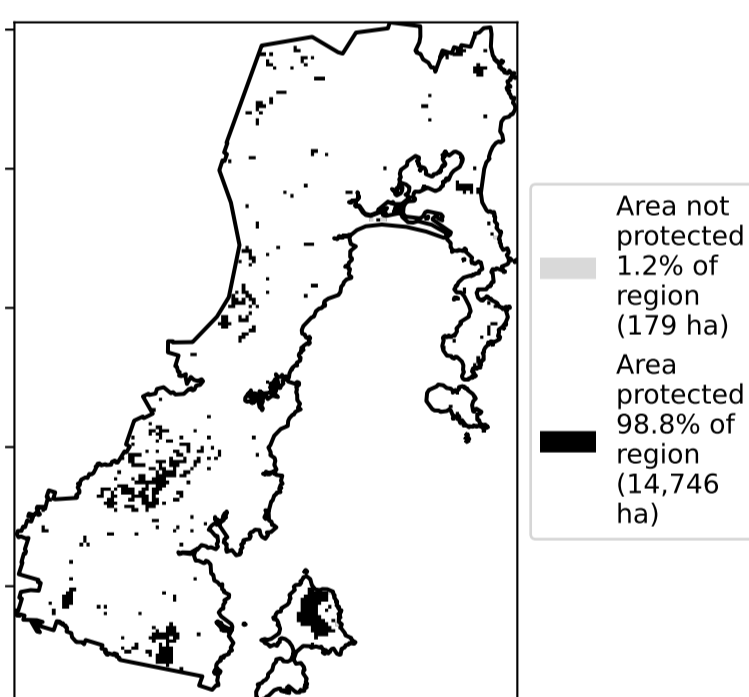 Area not
protected
1.2% of
region
(179 ha)
Area
protected
98.8% of
region
(14,746
ha)